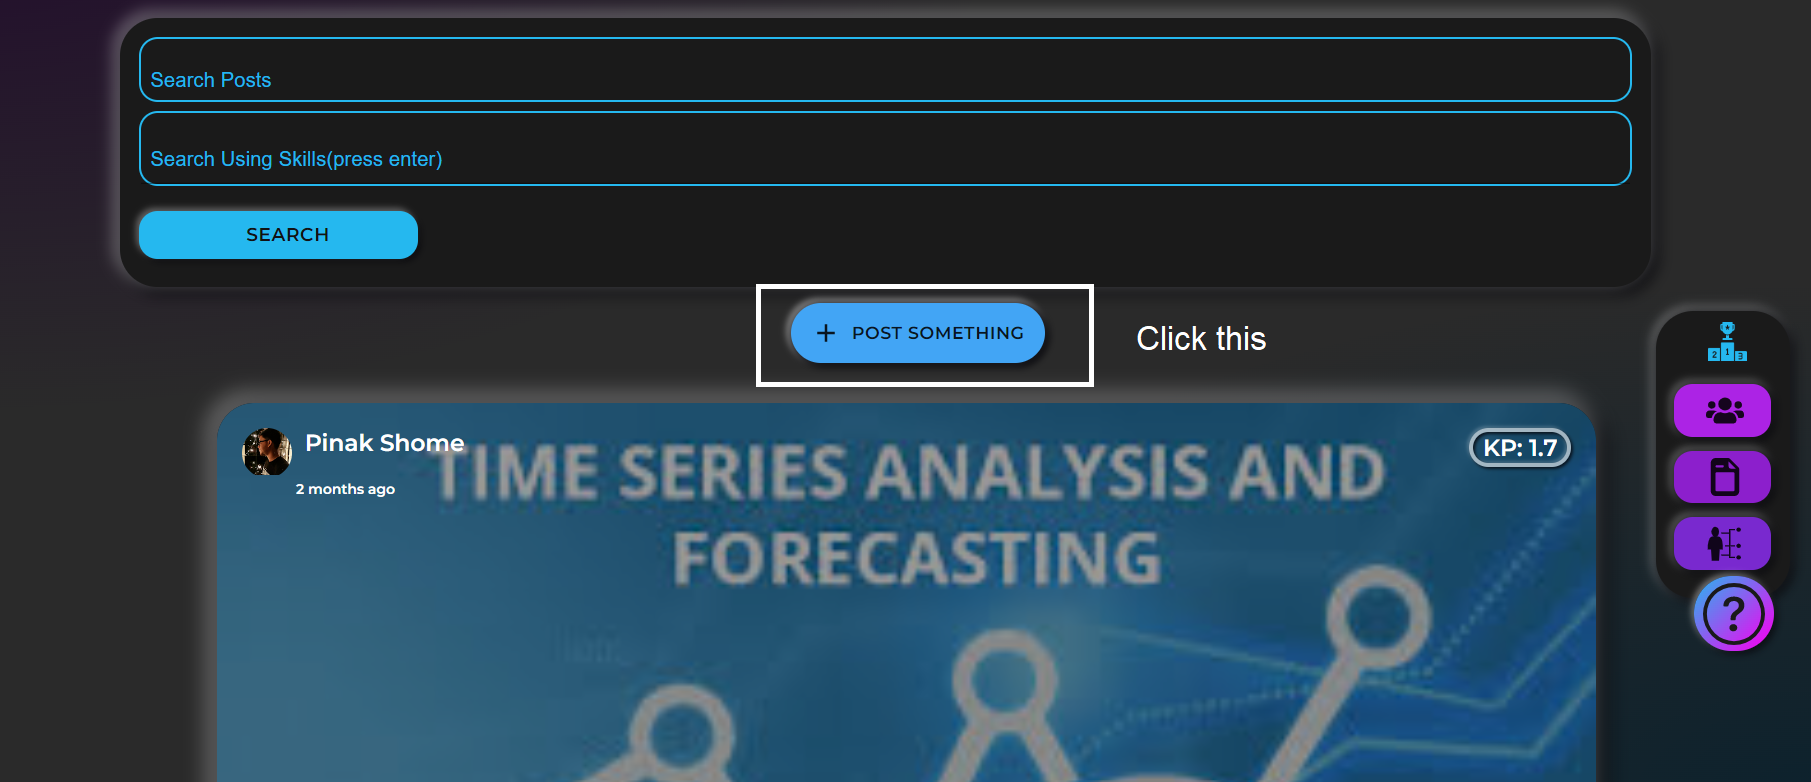 Search Posts
Search Using Skills(press enter)
SEARCH
+ POST SOMETHING
Click this
2 1 3
Pinak Shome
KP: 1.7
2 months ago
TIME SERIES ANALYSIS AND
FORECASTING
?